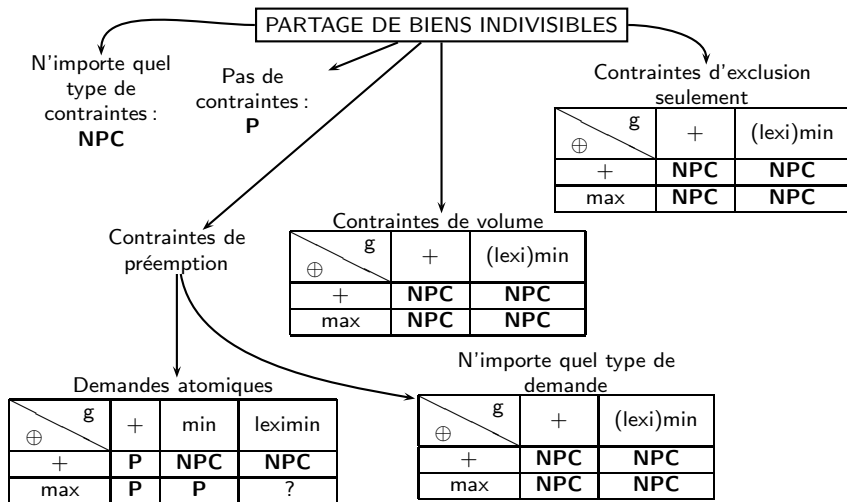 PARTAGE DE BIENS INDIVISIBLES
N'importe quel
type de
contraintes :
NPC
Pas de
contraintes :
P
Contraintes d'exclusion
seulement
g
⊕
+ (lexi)min
+ NPC NPC
max NPC NPC
Contraintes de
préemption
Contraintes de volume
g
⊕
+ (lexi)min
+ NPC NPC
max NPC NPC
Demandes atomiques
g
⊕
+ min leximin
+ P NPC NPC
max P P ?
N'importe quel type de
demande
g
⊕
+ (lexi)min
+ NPC NPC
max NPC NPC